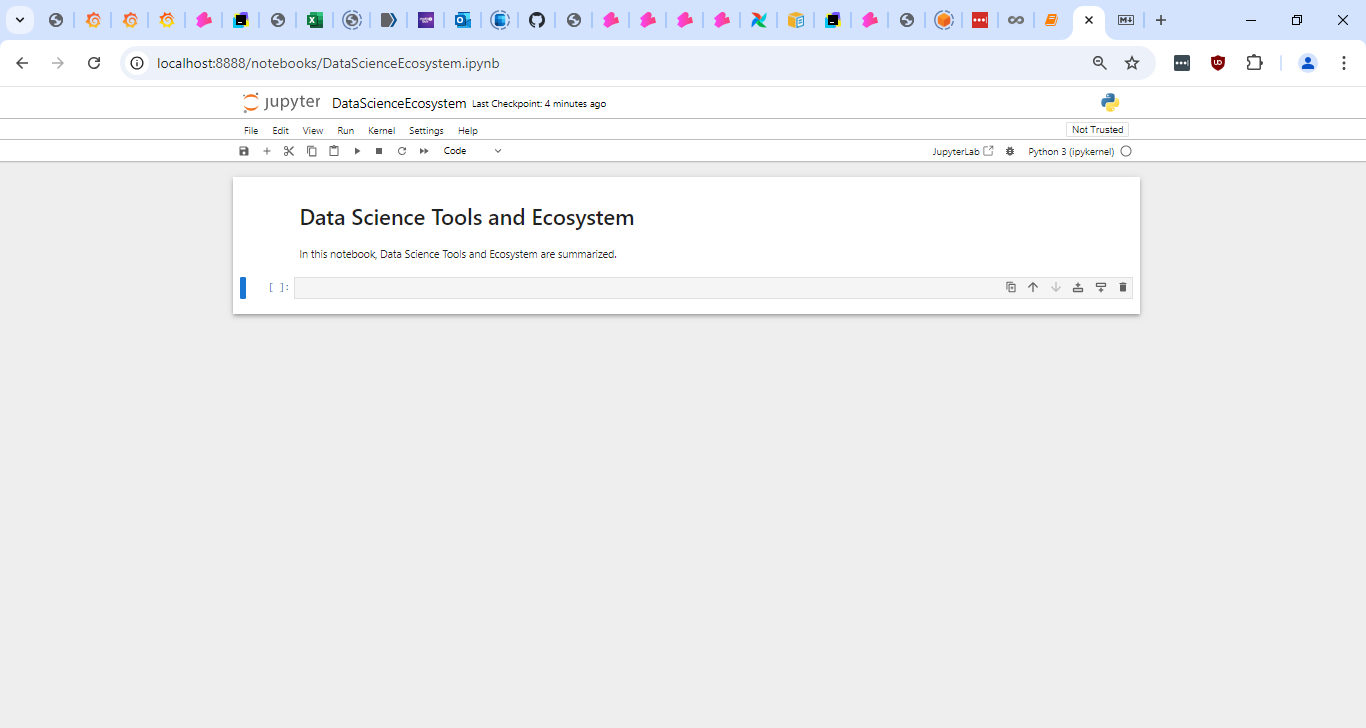 localhost:8888/notebooks/DataScienceEcosystem.ipynb
jupyter DataScienceEcosystem Last Checkpoint: 4 minutes ago
File Edit View Run Kernel Settings Help Not Trusted
Code JupyterLab Python 3 (ipykernel)
Data Science Tools and Ecosystem
In this notebook, Data Science Tools and Ecosystem are summarized.
[ ]: